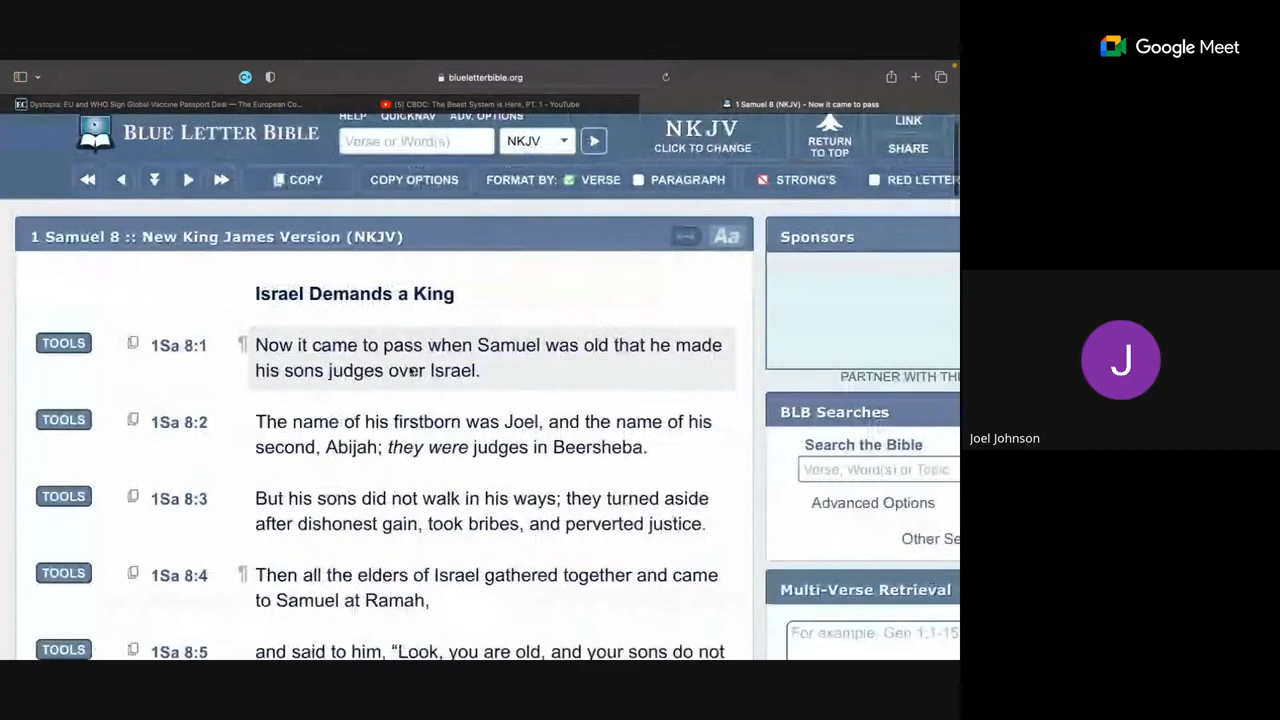 Google Meet
blueletterbible.org
Dystopia: EU and WHO Sign Global Vaccine Passport Deal — The European Co...
(5) CBDC: The Beast System is Here, PT. 1 - YouTube
1 Samuel 8 (NKJV) - Now it came to pass
HELP QUICKNAV ADV. OPTIONS
BLUE LETTER BIBLE
Verse or Word(s)
NKJV
NKJV
CLICK TO CHANGE
RETURN
TO TOP
LINK
SHARE
COPY
COPY OPTIONS
FORMAT BY: VERSE PARAGRAPH
STRONG'S
RED LETTER
1 Samuel 8 :: New King James Version (NKJV)
Aa
Israel Demands a King
TOOLS 1Sa 8:1 ¶ Now it came to pass when Samuel was old that he made
his sons judges over Israel.
TOOLS 1Sa 8:2 The name of his firstborn was Joel, and the name of his
second, Abijah; they were judges in Beersheba.
TOOLS 1Sa 8:3 But his sons did not walk in his ways; they turned aside
after dishonest gain, took bribes, and perverted justice.
TOOLS 1Sa 8:4 ¶ Then all the elders of Israel gathered together and came
to Samuel at Ramah,
TOOLS 1Sa 8:5 and said to him, “Look, you are old, and your sons do not
Sponsors
PARTNER WITH THI
BLB Searches
Search the Bible
Verse, Word(s) or Topic
Advanced Options
Other Se
Multi-Verse Retrieval
For example: Gen 1:1-15
J
Joel Johnson